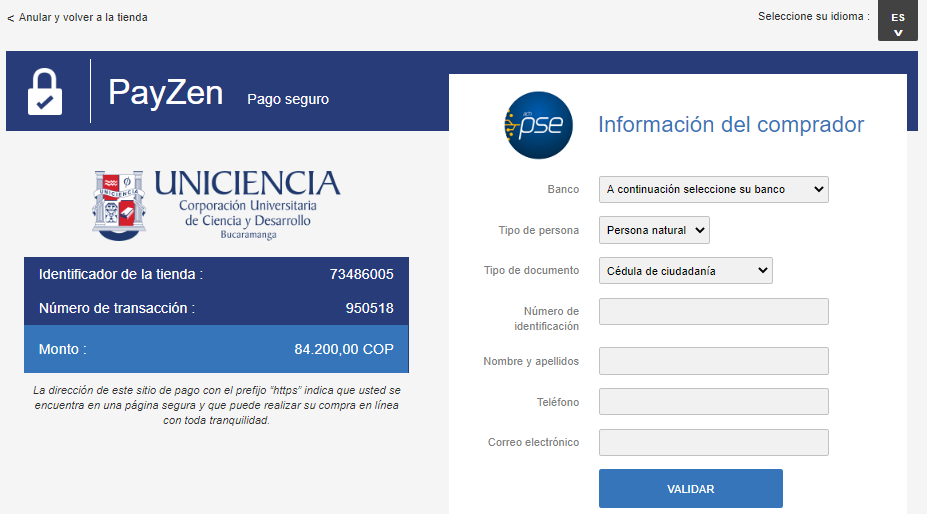 < Anular y volver a la tienda
Seleccione su idioma :
ES
v
PayZen
Pago seguro
UNICIENCIA
UNICIENCIA
Corporación Universitaria
de Ciencia y Desarrollo
Bucaramanga
Identificador de la tienda : 73486005
Número de transacción : 950518
Monto : 84.200,00 COP
La dirección de este sitio de pago con el prefijo “https” indica que usted se
encuentra en una página segura y que puede realizar su compra en línea
con toda tranquilidad.
ach
pse
Información del comprador
Banco A continuación seleccione su banco
Tipo de persona Persona natural
Tipo de documento Cédula de ciudadanía
Número de
identificación
Nombre y apellidos
Teléfono
Correo electrónico
VALIDAR